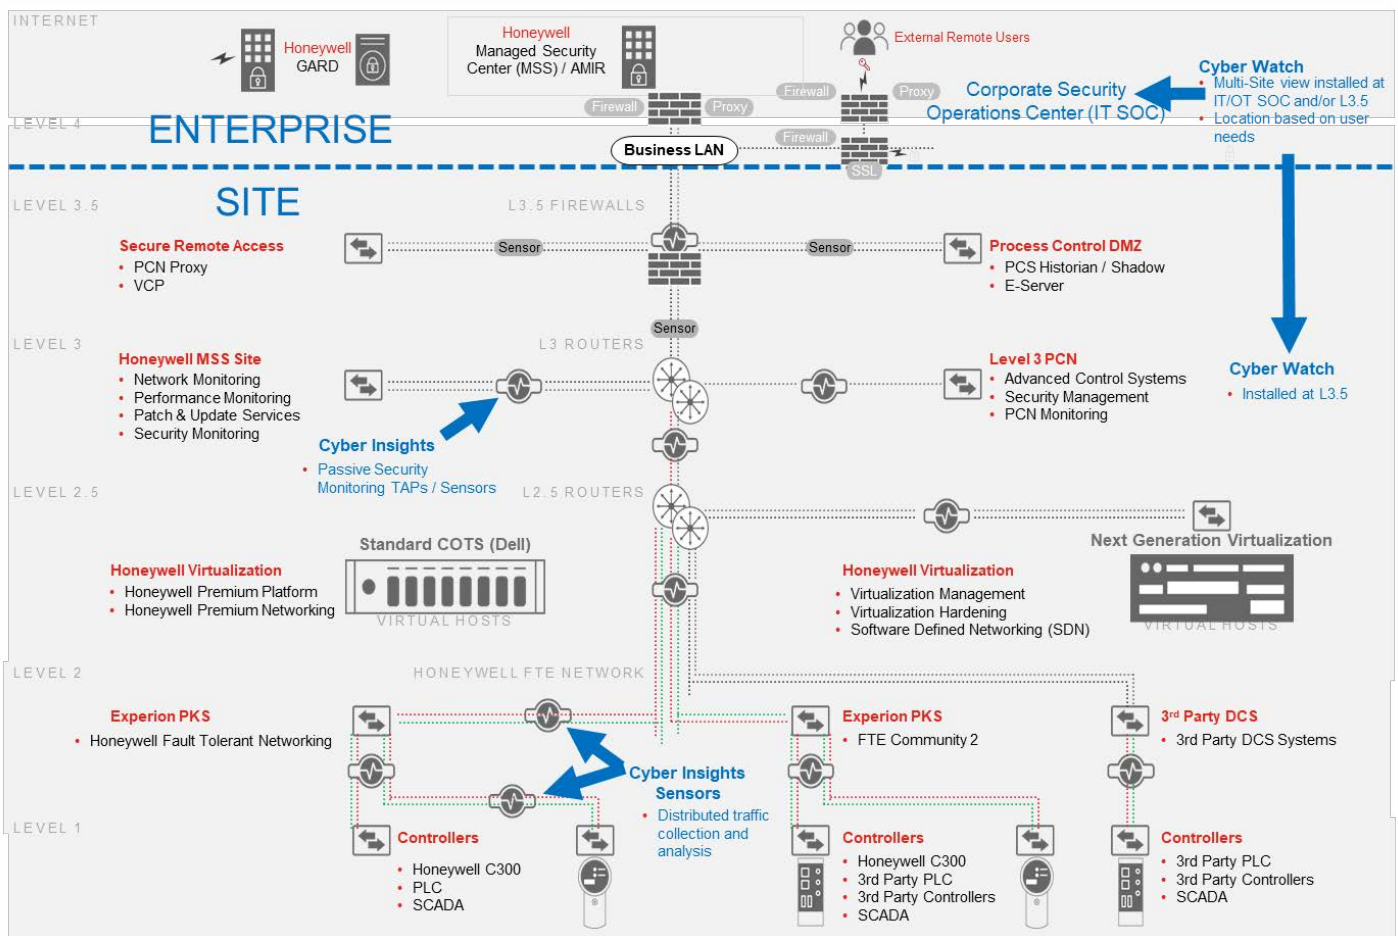 INTERNET
Honeywell
GARD
Honeywell
Managed Security
Center (MSS) / AMIR
External Remote Users
Firewall
Proxy
Firewall
Proxy
Corporate Security
Operations Center (IT SOC)
Cyber Watch
• Multi-Site view installed at
IT/OT SOC and/or L3.5
• Location based on user
needs
LEVEL 4
ENTERPRISE
Firewall
Business LAN
SSL
SITE
LEVEL 3.5
L3.5 FIREWALLS
Secure Remote Access
• PCN Proxy
• VCP
Sensor
Sensor
Process Control DMZ
• PCS Historian / Shadow
• E-Server
Sensor
LEVEL 3
L3 ROUTERS
Honeywell MSS Site
• Network Monitoring
• Performance Monitoring
• Patch & Update Services
• Security Monitoring
Level 3 PCN
• Advanced Control Systems
• Security Management
• PCN Monitoring
Cyber Watch
• Installed at L3.5
Cyber Insights
• Passive Security
Monitoring TAPs / Sensors
LEVEL 2.5
L2.5 ROUTERS
Standard COTS (Dell)
Next Generation Virtualization
Honeywell Virtualization
• Honeywell Premium Platform
• Honeywell Premium Networking
VIRTUAL HOSTS
Honeywell Virtualization
• Virtualization Management
• Virtualization Hardening
• Software Defined Networking (SDN)
VIRTUAL HOSTS
LEVEL 2
HONEYWELL FTE NETWORK
Experion PKS
• Honeywell Fault Tolerant Networking
Experion PKS
• FTE Community 2
3rd Party DCS
• 3rd Party DCS Systems
Cyber Insights
Sensors
• Distributed traffic
collection and
analysis
LEVEL 1
Controllers
• Honeywell C300
• PLC
• SCADA
Controllers
• Honeywell C300
• 3rd Party PLC
• 3rd Party Controllers
• SCADA
Controllers
• 3rd Party PLC
• 3rd Party Controllers
• SCADA